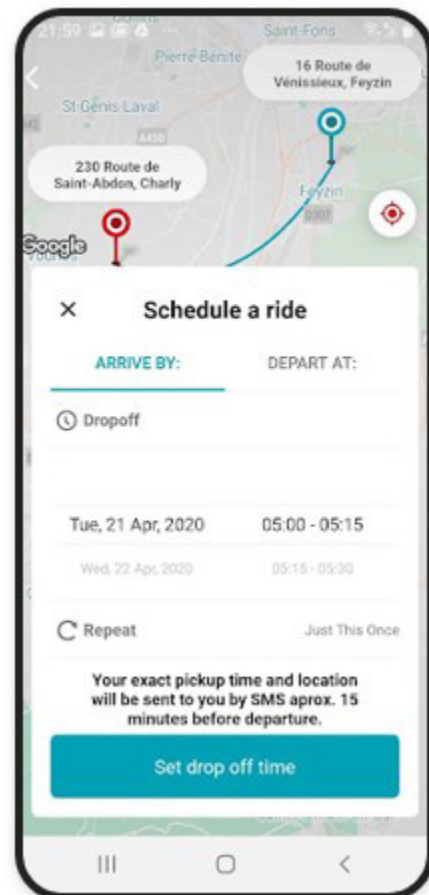 21:59
Saint-Fons
Pierre-Bénite
16 Route de
Vénissieux, Feyzin
St-Genis-Laval
A450
230 Route de
Saint-Abdon, Charly
Feyzin
D307
Google
Schedule a ride
ARRIVE BY:
DEPART AT:
Dropoff
Tue, 21 Apr, 2020
05:00 - 05:15
Wed, 22 Apr, 2020
05:15 - 05:30
Repeat
Just This Once
Your exact pickup time and location
will be sent to you by SMS aprox. 15
minutes before departure.
Set drop off time